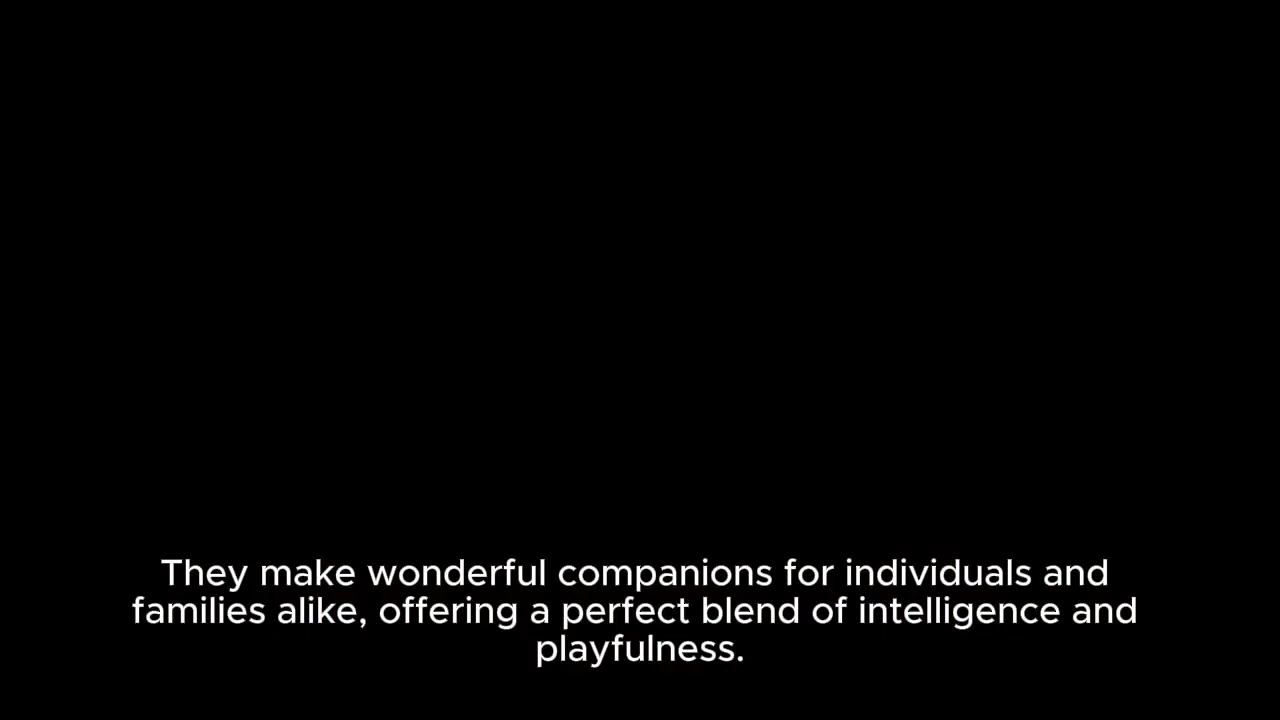 They make wonderful companions for individuals and
families alike, offering a perfect blend of intelligence and
playfulness.